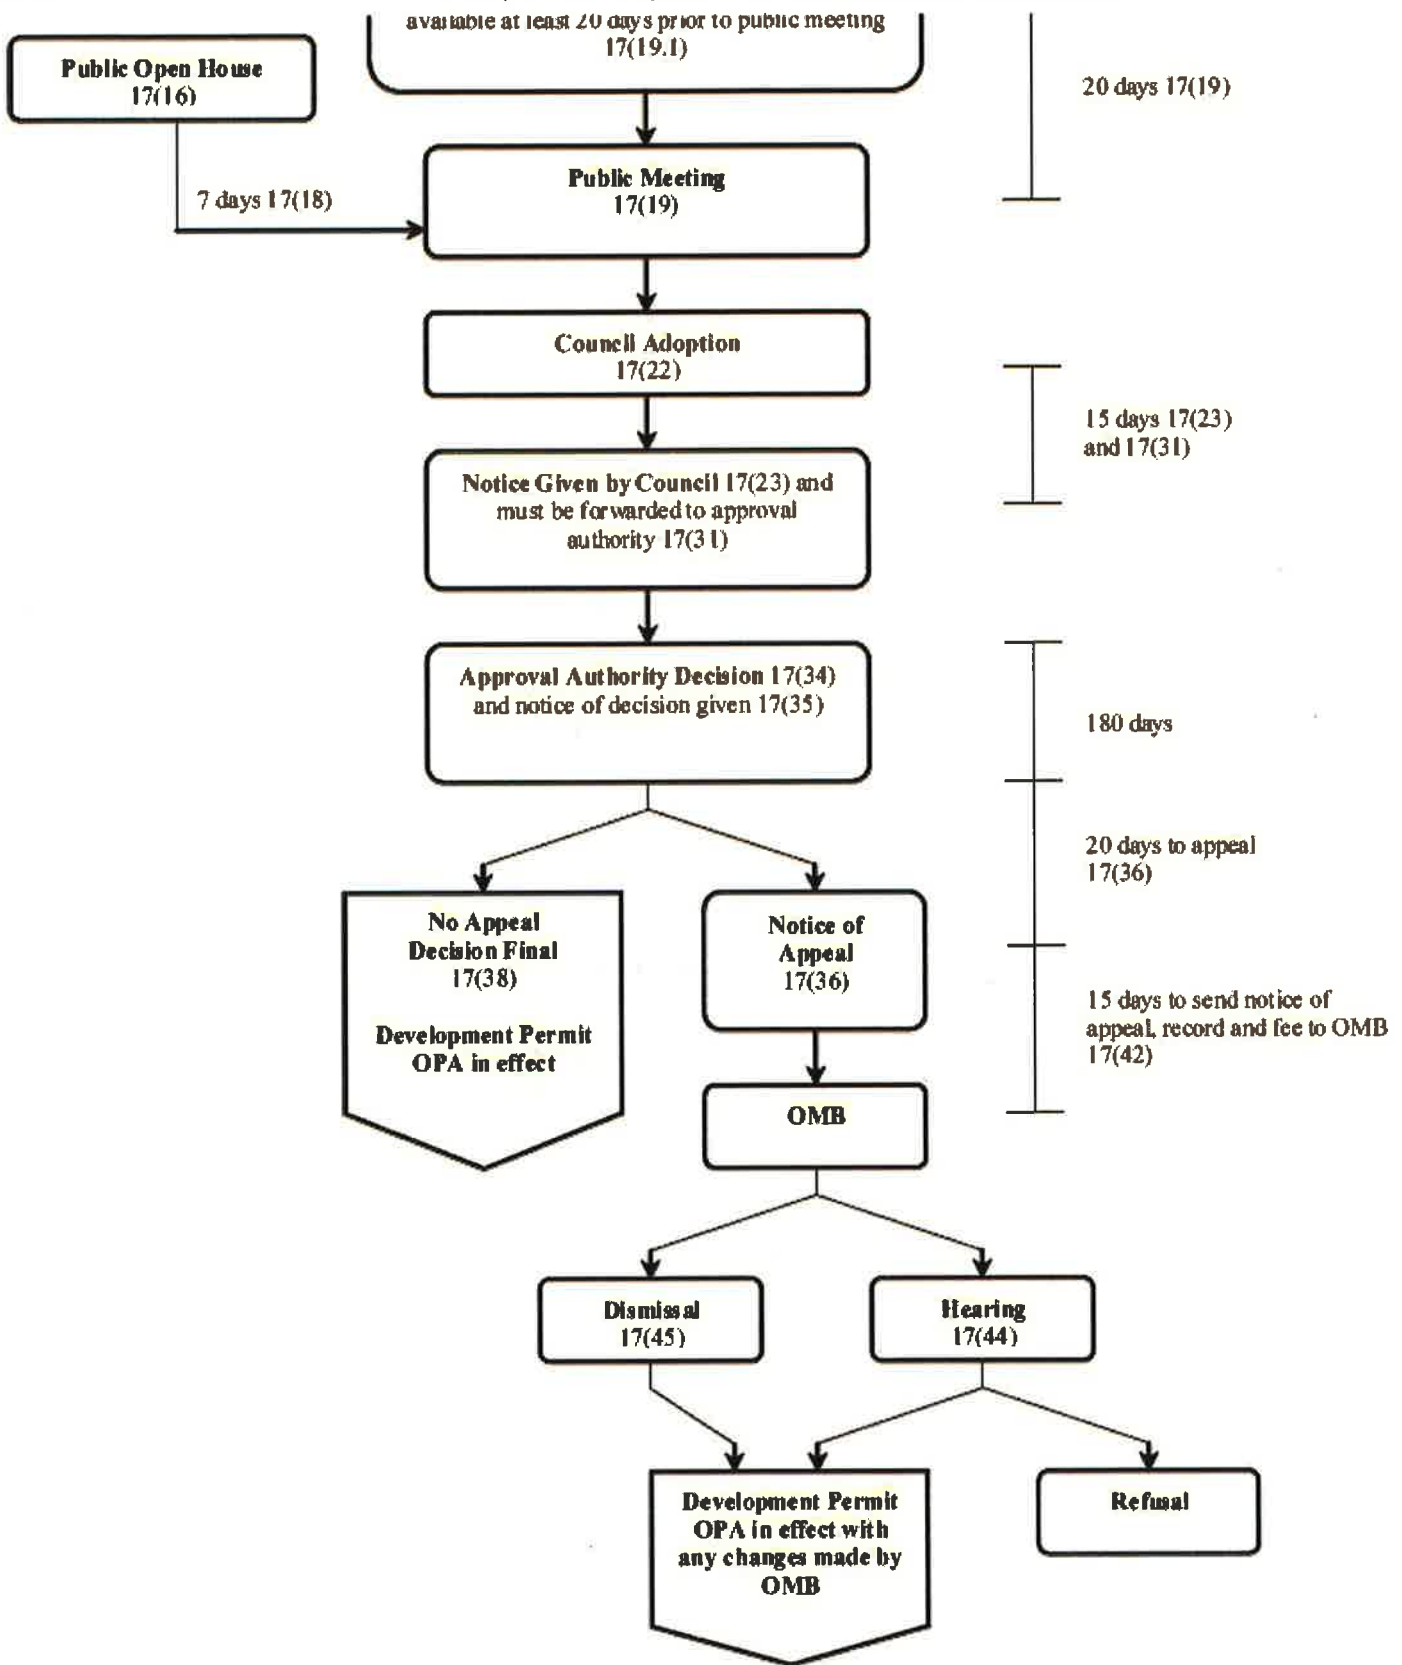 available at least 20 days prior to public meeting
17(19.1)
20 days 17(19)
Public Open House
17(16)
7 days 17(18)
Public Meeting
17(19)
Council Adoption
17(22)
15 days 17(23)
and 17(31)
Notice Given by Council 17(23) and
must be forwarded to approval
authority 17(31)
Approval Authority Decision 17(34)
and notice of decision given 17(35)
180 days
20 days to appeal
17(36)
No Appeal
Decision Final
17(38)
Development Permit
OPA in effect
Notice of
Appeal
17(36)
15 days to send notice of
appeal, record and fee to OMB
17(42)
OMB
Dismissal
17(45)
Hearing
17(44)
Development Permit
OPA in effect with
any changes made by
OMB
Refusal